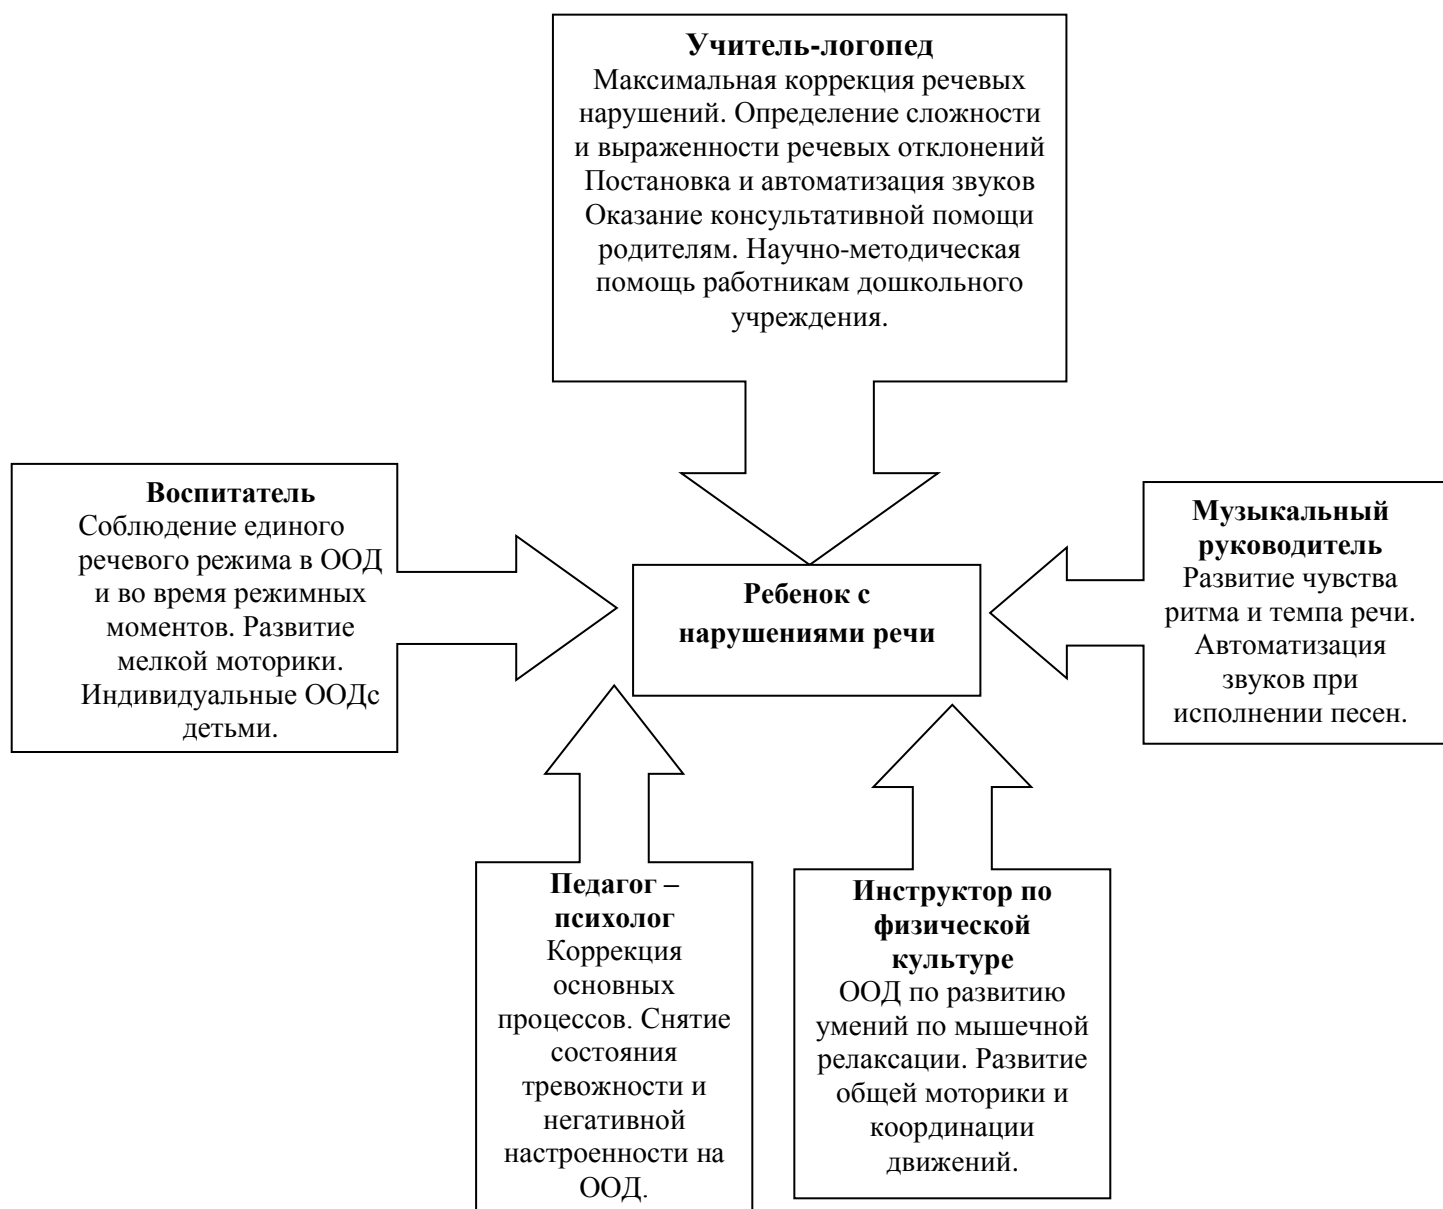 Учитель-логопед
Максимальная коррекция речевых
нарушений. Определение сложности
и выраженности речевых отклонений
Постановка и автоматизация звуков
Оказание консультативной помощи
родителям. Научно-методическая
помощь работникам дошкольного
учреждения.
Воспитатель
Соблюдение единого
речевого режима в ООД
и во время режимных
моментов. Развитие
мелкой моторики.
Индивидуальные ООДс
детьми.
Ребенок с
нарушениями речи
Музыкальный
руководитель
Развитие чувства
ритма и темпа речи.
Автоматизация
звуков при
исполнении песен.
Педагог –
психолог
Коррекция
основных
процессов. Снятие
состояния
тревожности и
негативной
настроенности на
ООД.
Инструктор по
физической
культуре
ООД по развитию
умений по мышечной
релаксации. Развитие
общей моторики и
координации
движений.